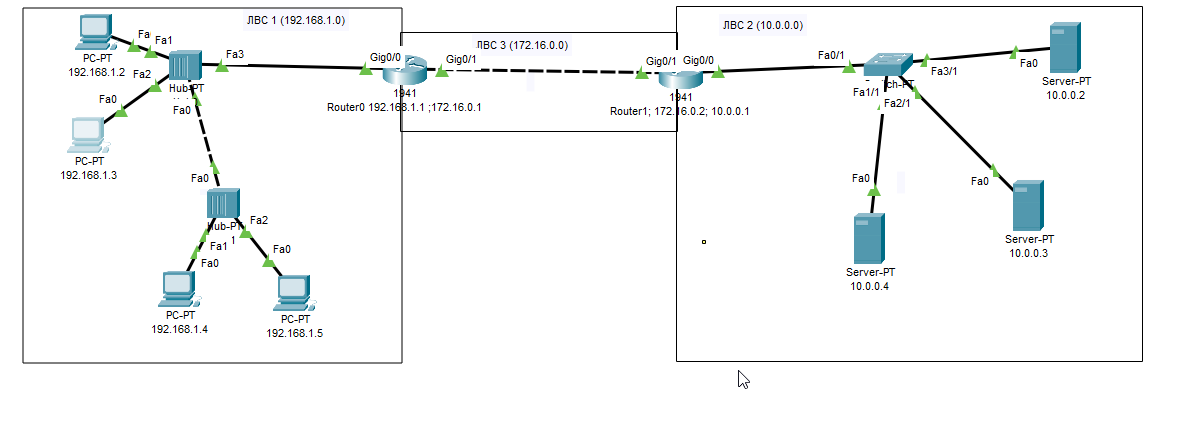 ЛВС 1 (192.168.1.0)
Fa
Fa1
PC-PT
192.168.1.2
Fa3
Fa2
Hub-PT
Fa0
Fa0
PC-PT
192.168.1.3
Fa0
Hub-PT
1
Fa2
Fa1
Fa0
Fa0
PC-PT
192.168.1.4
PC-PT
192.168.1.5
ЛВС 3 (172.16.0.0)
Gig0/0
Gig0/1
1941
Router0 192.168.1.1 ;172.16.0.1
Gig0/1
Gig0/0
1941
Router1; 172.16.0.2; 10.0.0.1
ЛВС 2 (10.0.0.0)
Fa0/1
Fa3/1
ch-PT
Fa1/1
Fa2/1
Fa0
Server-PT
10.0.0.2
Fa0
Server-PT
10.0.0.3
Fa0
Server-PT
10.0.0.4